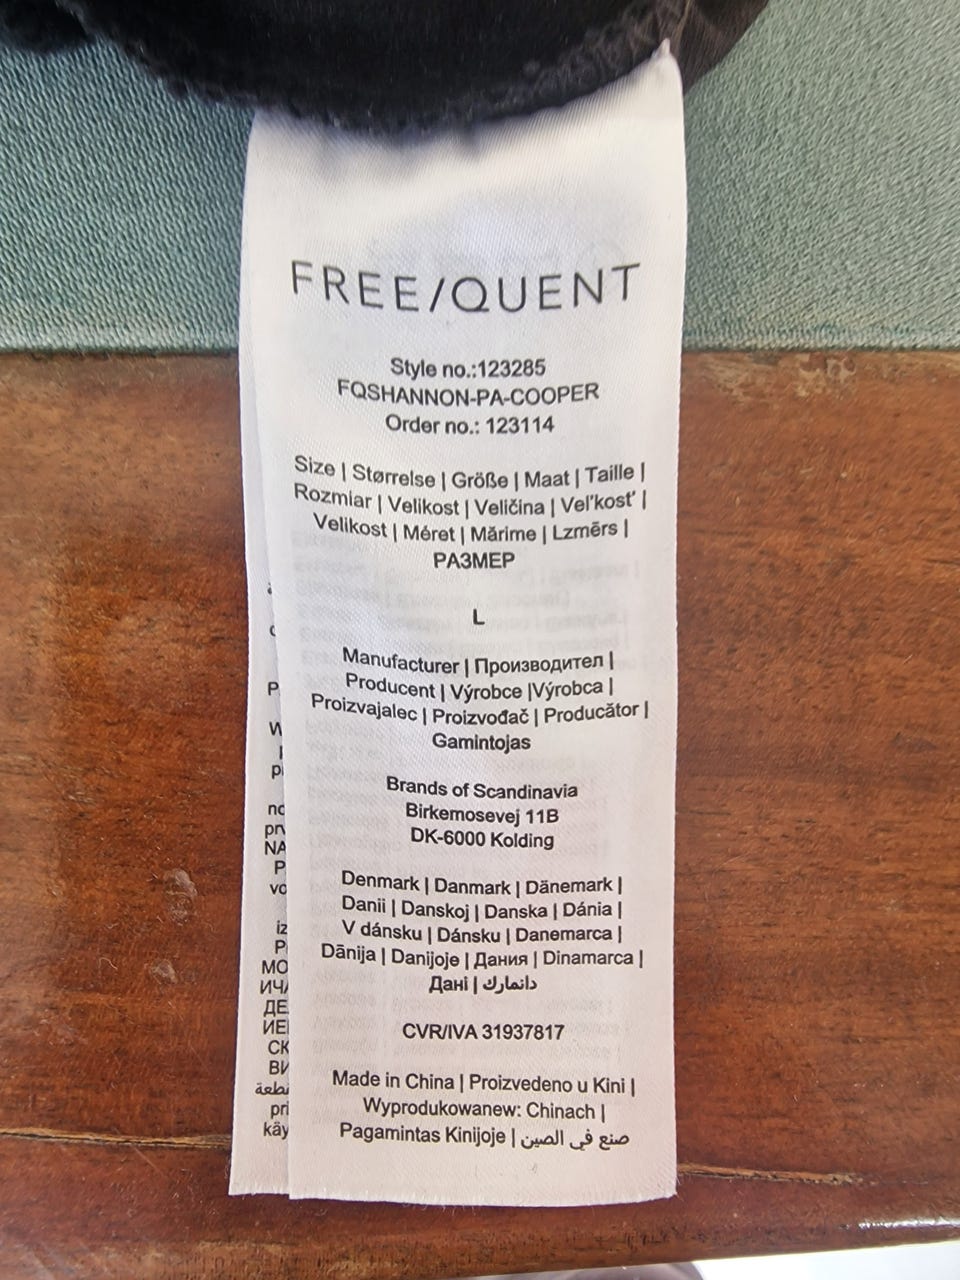 FREE/QUENT
Style no.:123285
FQSHANNON-PA-COOPER
Order no.: 123114
Size | Størrelse | Größe | Maat | Taille |
Rozmiar | Velikost | Veličina | Vel'kost' |
Velikost | Méret | Mărime | Lzmērs |
РАЗМЕР
L
Manufacturer | Производител |
Producent | Výrobce |Výrobca |
Proizvajalec | Proizvođač | Producător |
Gamintojas
Brands of Scandinavia
Birkemosevej 11B
DK-6000 Kolding
Denmark | Danmark | Dänemark |
Danii | Danskoj | Danska | Dánia |
V dánsku | Dánsku | Danemarca |
Dānija | Danijoje | Дания | Dinamarca |
Дані | دانمارك
CVR/IVA 31937817
Made in China | Proizvedeno u Kini |
Wyprodukowanew: Chinach |
Pagamintas Kinijoje | صنع في الصين